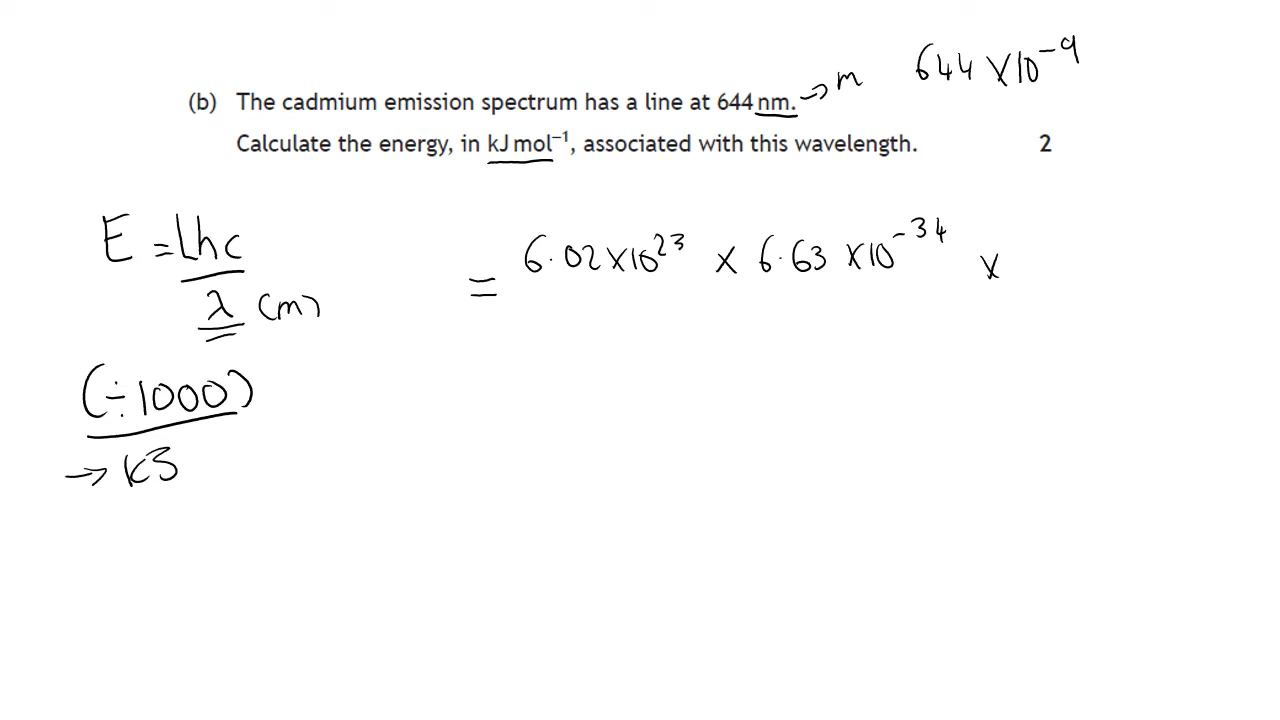 644 ×10⁻⁹
(b) The cadmium emission spectrum has a line at 644 nm. → m
Calculate the energy, in kJ mol⁻¹, associated with this wavelength. 2
E = Lhc
λ (m)
= 6.02 ×10²³ × 6.63 ×10⁻³⁴ ×
(÷1000)
→ kJ